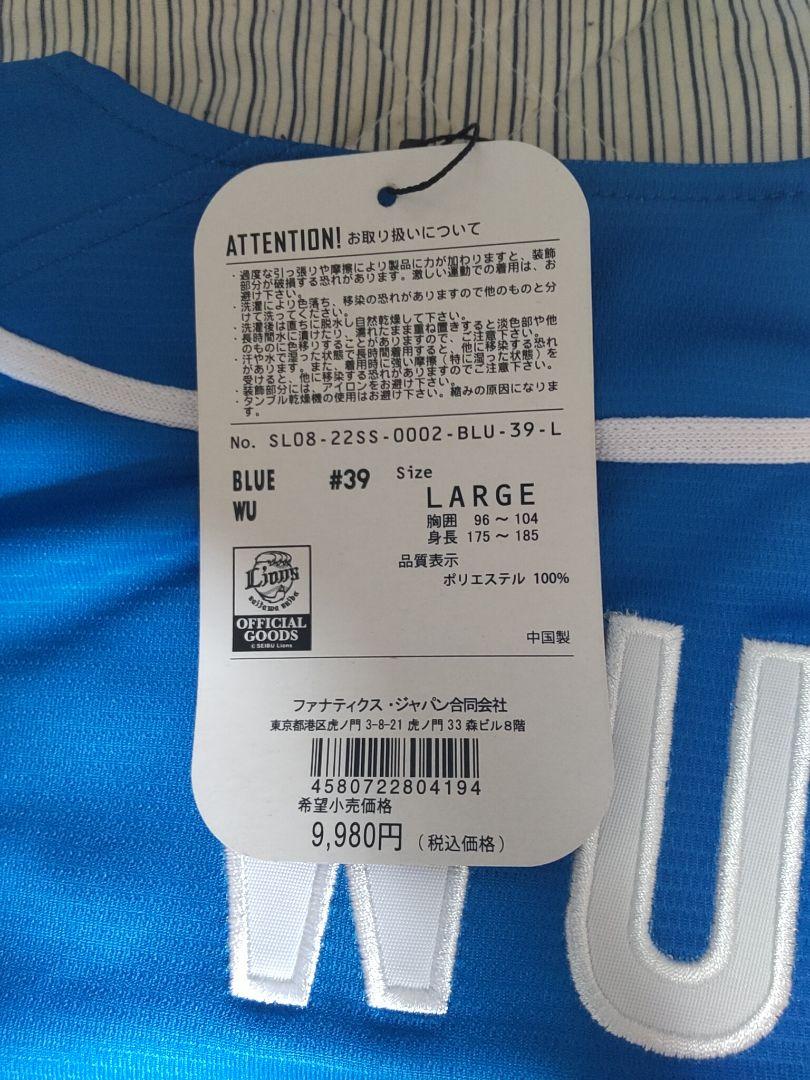 ATTENTION! お取り扱いについて
・過度な引っ張りや摩擦により製品に力が加わりますと、装飾
部分が破損する恐れがあります。激しい運動での着用は、お
避け下さい。
・洗濯により色落ち、移染の恐れがありますので他のものと分
けて洗ってください。
・洗濯後は直ちに脱水し自然乾燥して下さい。
・長時間水に漬けたり、濡れたまま重ね置きすると淡色部や他
のものに色移りすることがありますので、ご注意下さい。
・汗や水で湿った状態で長時間着用すると、他に移染する恐れ
があります。また、着用時に強い摩擦(特に湿った状態)を
受けると、他に移染する恐れがありますのでご注意下さい。
・装飾部分には、アイロンをお避け下さい。
・タンブル乾燥機の使用はお避け下さい。縮みの原因になりま
す。
No. SL08-22SS-0002-BLU-39-L
BLUE #39 Size
WU LARGE
胸囲 96～104
身長 175～185
品質表示
ポリエステル 100%
Lions
saitama seibu
OFFICIAL
GOODS
© SEIBU Lions
中国製
ファナティクス・ジャパン合同会社
東京都港区虎ノ門 3-8-21 虎ノ門 33 森ビル8階
4580722804194
希望小売価格
9,980円 (税込価格)
WU